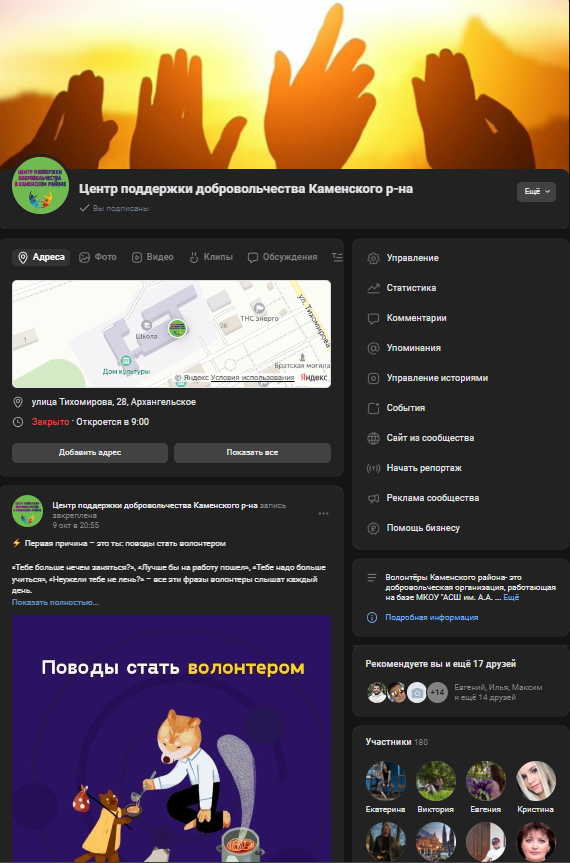 ЦЕНТР ПОДДЕРЖКИ
ДОБРОВОЛЬЧЕСТВА
В КАМЕНСКОМ РАЙОНЕ
Центр поддержки добровольчества Каменского р-на
Вы подписаны
Ещё
Адреса
Фото
Видео
Клипы
Обсуждения
ТНС энерго
ул. Тихомирова
Школа
26
1
Дом культуры
Братская могила
© Яндекс Условия использования Яндекс
улица Тихомирова, 28, Архангельское
Закрыто · Откроется в 9:00
Добавить адрес
Показать все
Центр поддержки добровольчества Каменского р-на запись
закреплена
9 окт в 20:55
⚡ Первая причина – это ты: поводы стать волонтером
«Тебе больше нечем заняться?», «Лучше бы на работу пошел», «Тебе надо больше
учиться», «Неужели тебе не лень?» – все эти фразы волонтеры слышат каждый
день.
Показать полностью...
Поводы стать волонтером
Управление
Статистика
Комментарии
Упоминания
Управление историями
События
Сайт из сообщества
Начать репортаж
Реклама сообщества
Помощь бизнесу
Волонтёры Каменского района- это
добровольческая организация, работающая
на базе МКОУ "АСШ им. А.А. ... Ещё
Подробная информация
Рекомендуете вы и ещё 17 друзей
+14
Евгений, Илья, Максим
и ещё 14 друзей
Участники 180
Екатерина
Виктория
Евгения
Кристина